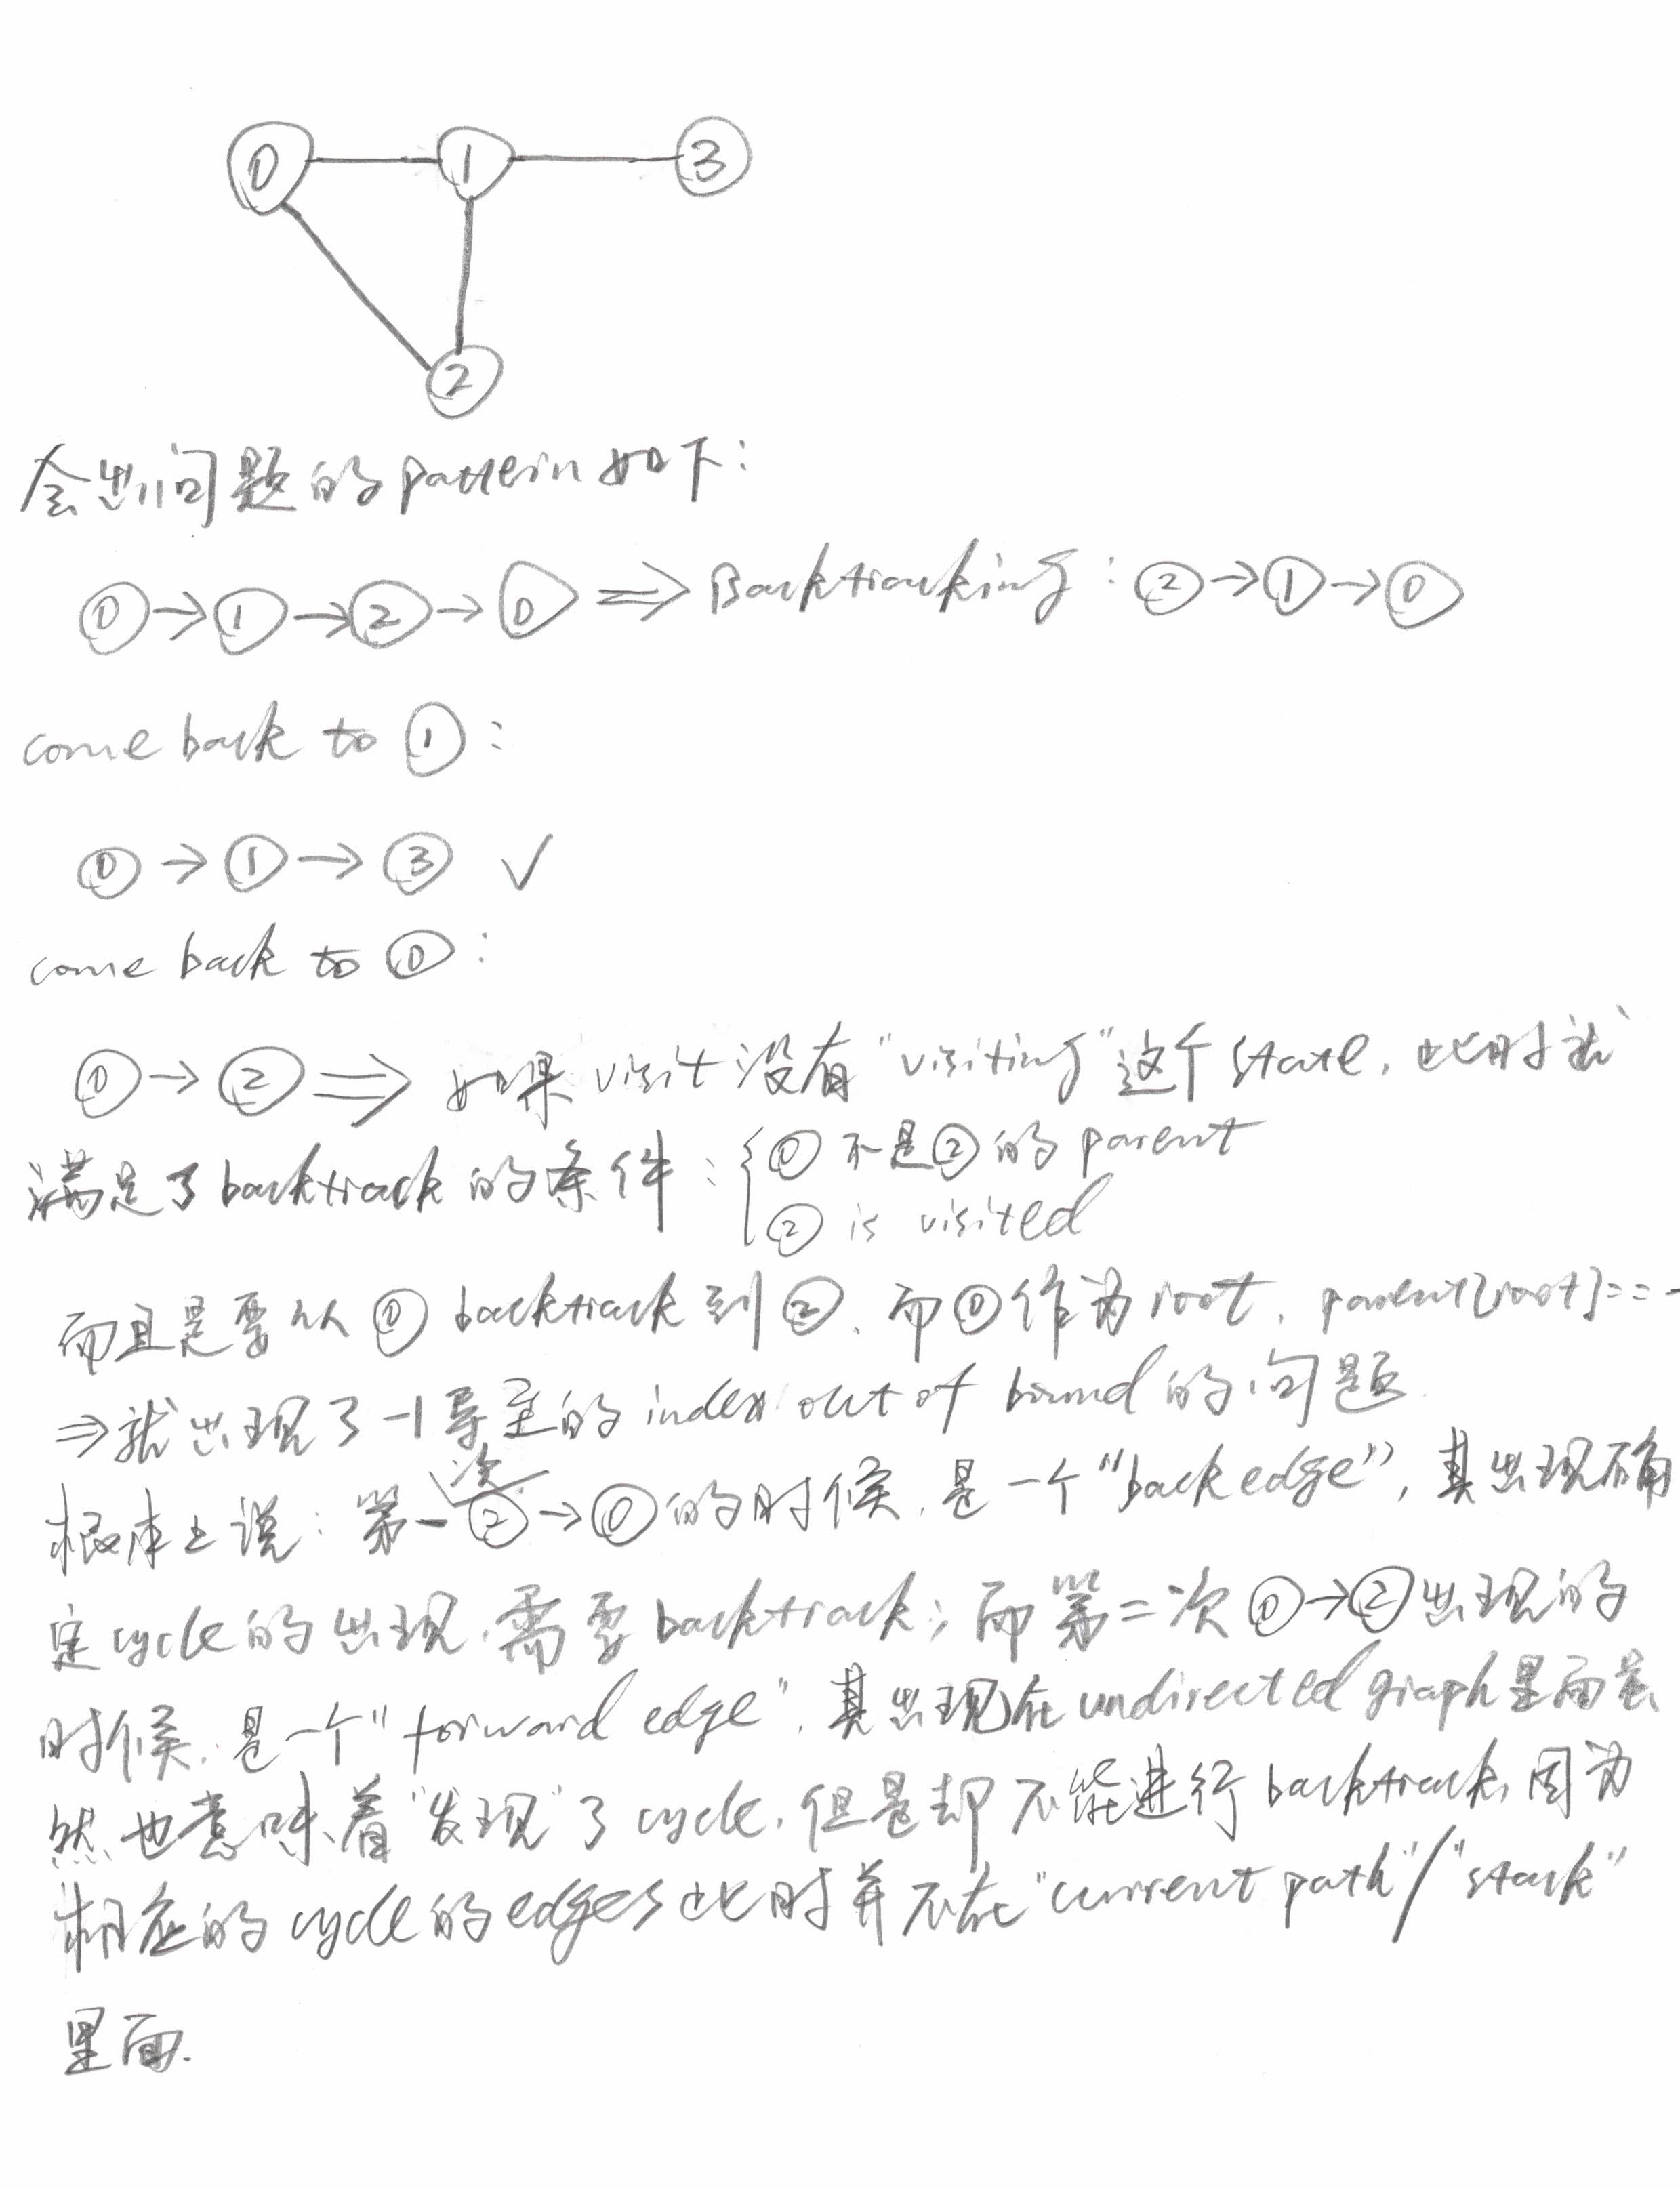 0 1 3
2
会出问题的pattern如下:
0→1→2→0 ⇒ Backtracking: 2→1→0
come back to 1:
0→1→3 ✓
come back to 0:
0→2 ⇒ 如果visit没有"visiting"这个state, 此时就
满足了backtrack的条件: { 0不是2的parent
2 is visited
而且是要从0 backtrack到2, 而0作为root, parent[root]==-
⇒就出现了-1导至的index out of bound的问题
根本上说: 第一次2→0的时候, 是一个"back edge", 其出现确
定cycle的出现, 需要backtrack; 而第二次0→2出现的
时候, 是一个"forward edge", 其出现在undirected graph里面虽
然也意味着"发现"了cycle, 但是却不能进行backtrack, 因为
相应的cycle的edges此时并不在"current path"/"stack"
里面.